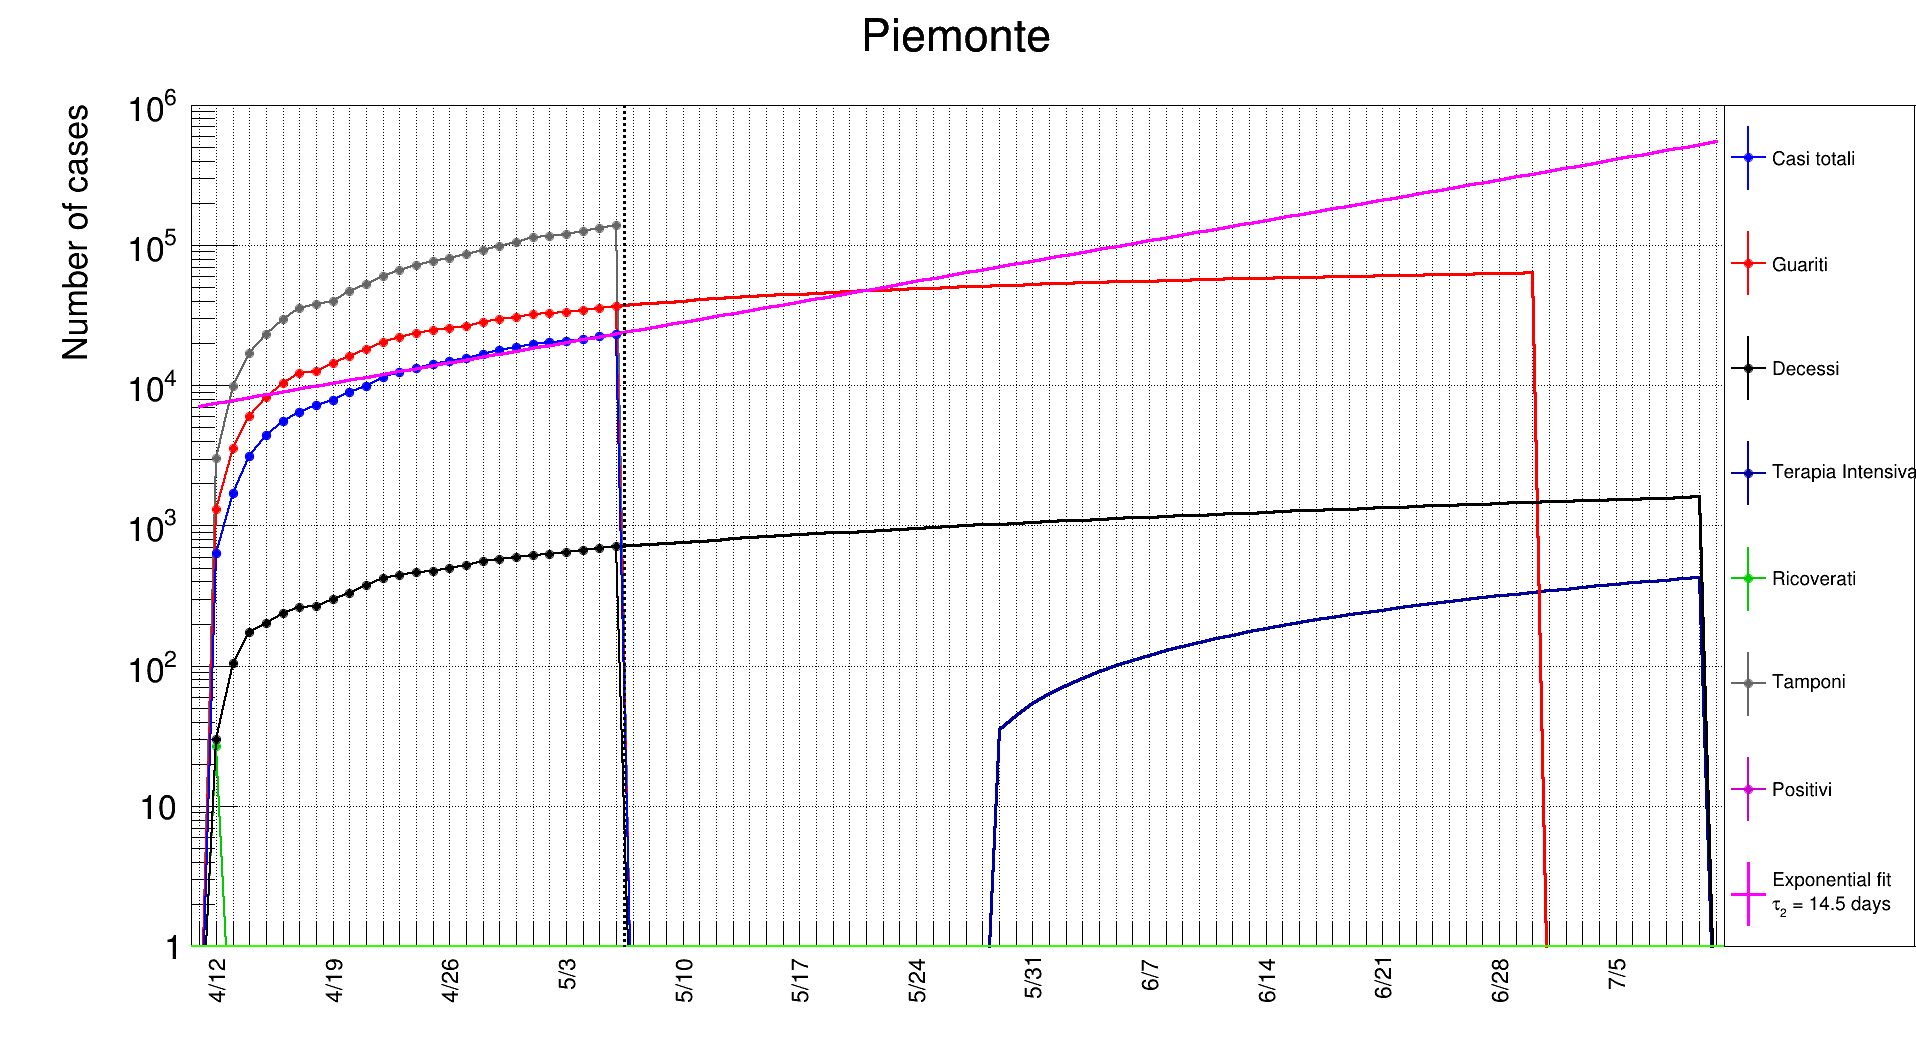 Piemonte
Number of cases
10^6
10^5
10^4
10^3
10^2
10
1
4/12
4/19
4/26
5/3
5/10
5/17
5/24
5/31
6/7
6/14
6/21
6/28
7/5
Casi totali
Guariti
Decessi
Terapia Intensiva
Ricoverati
Tamponi
Positivi
Exponential fit
τ_2 = 14.5 days